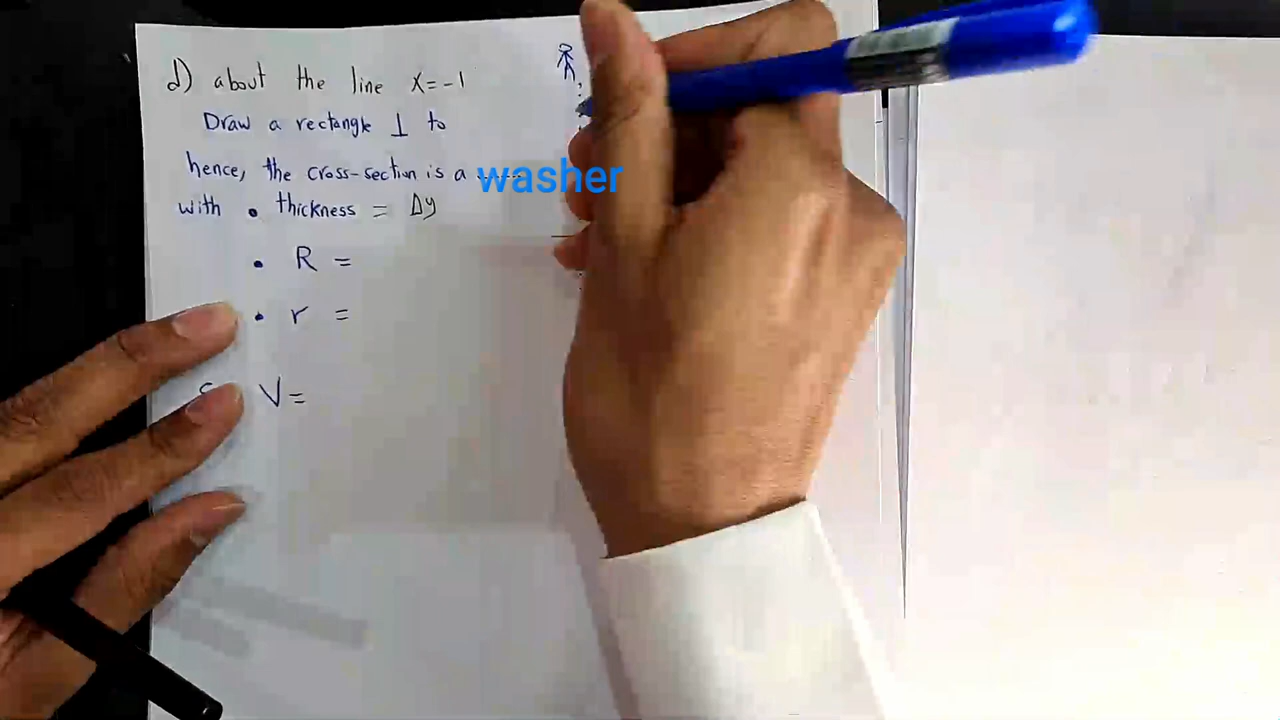 d) about the line x=-1
Draw a rectangle ⊥ to
hence, the cross-section is a washer
with • thickness = Δy
• R =
• r =
V=